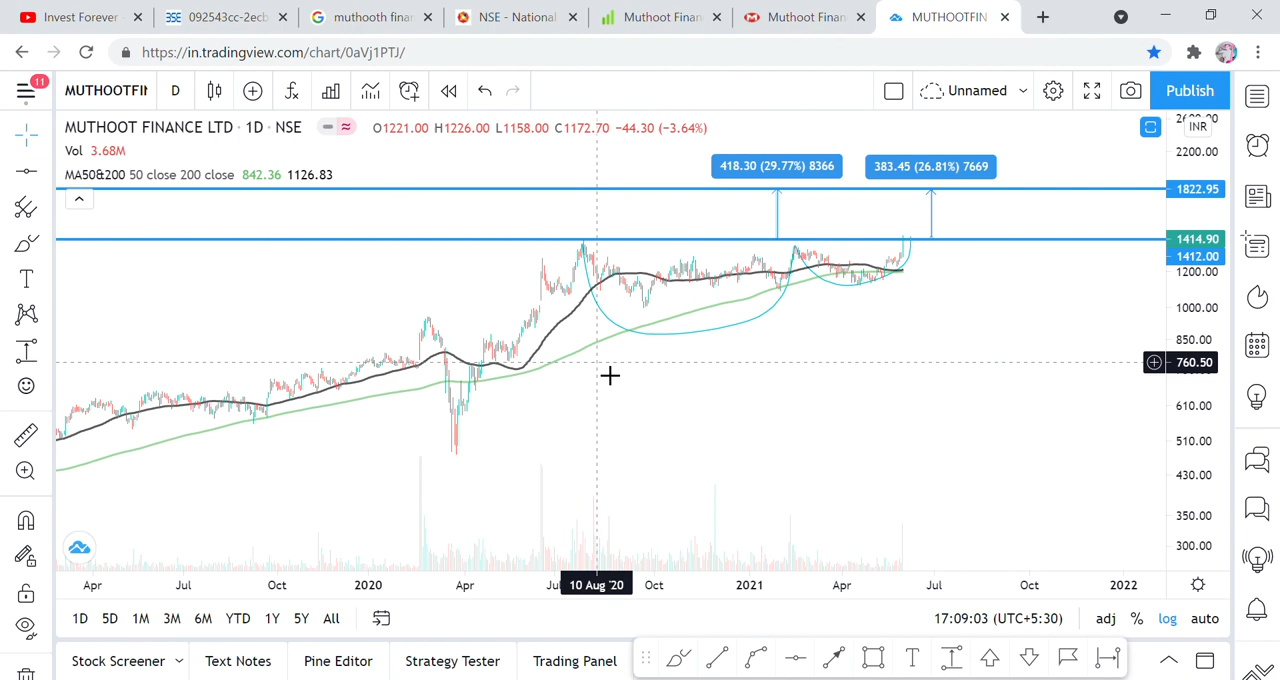 Invest Forever
092543cc-2ecb
muthooth finar
NSE - National
Muthoot Finan
Muthoot Finan
MUTHOOTFIN
https://in.tradingview.com/chart/0aVj1PTJ/
11
MUTHOOTFIN
D
Unnamed
Publish
MUTHOOT FINANCE LTD · 1D · NSE
O1221.00 H1226.00 L1158.00 C1172.70 −44.30 (−3.64%)
Vol 3.68M
MA50&200 50 close 200 close 842.36 1126.83
418.30 (29.77%) 8366
383.45 (26.81%) 7669
2600.00
INR
2200.00
1822.95
1414.90
1412.00
1200.00
1000.00
850.00
760.50
610.00
510.00
430.00
350.00
300.00
Apr Jul Oct 2020 Apr Jul 10 Aug '20 Oct 2021 Apr Jul Oct 2022
1D 5D 1M 3M 6M YTD 1Y 5Y All
17:09:03 (UTC+5:30) adj % log auto
Stock Screener Text Notes Pine Editor Strategy Tester Trading Panel